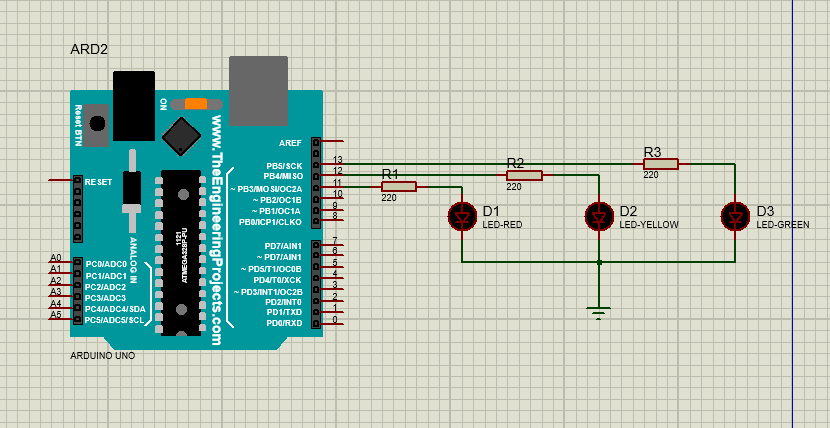 ARD2
ON
Reset BTN
www.TheEngineeringProjects.com
AREF
13
PB5/SCK
12
PB4/MISO
11
~ PB3/MOSI/OC2A
10
~ PB2/OC1B
9
~ PB1/OC1A
8
PB0/ICP1/CLKO
RESET
1121
ATMEGA328P-PU
ANALOG IN
7
PD7/AIN1
6
~ PD7/AIN1
5
~ PD5/T1/OC0B
4
PD4/T0/XCK
3
~ PD3/INT1/OC2B
2
PD2/INT0
1
PD1/TXD
0
PD0/RXD
A0
PC0/ADC0
A1
PC1/ADC1
A2
PC2/ADC2
A3
PC3/ADC3
A4
PC4/ADC4/SDA
A5
PC5/ADC5/SCL
ARDUINO UNO
R1
220
R2
220
R3
220
D1
LED-RED
D2
LED-YELLOW
D3
LED-GREEN